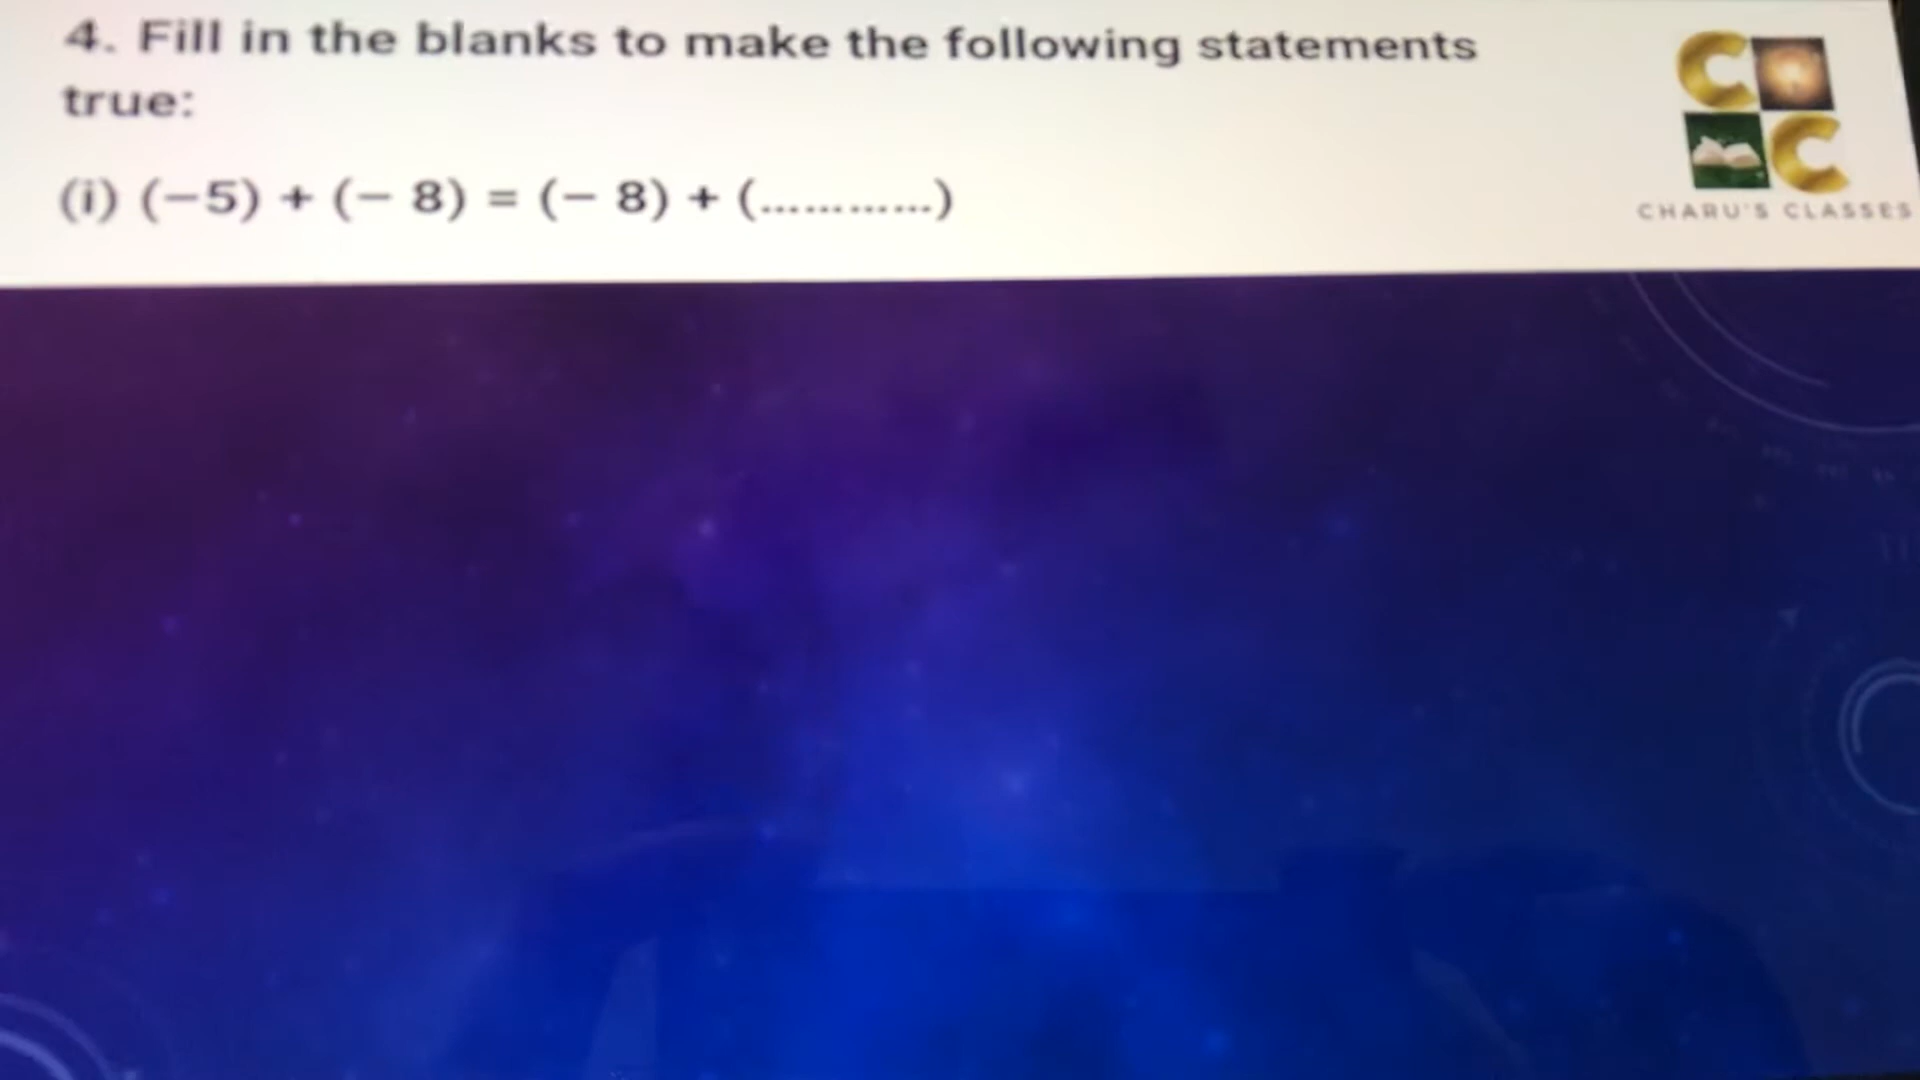 4. Fill in the blanks to make the following statements
true:
(i) (−5) + (− 8) = (− 8) + (............)
C
C
CHARU'S CLASSES